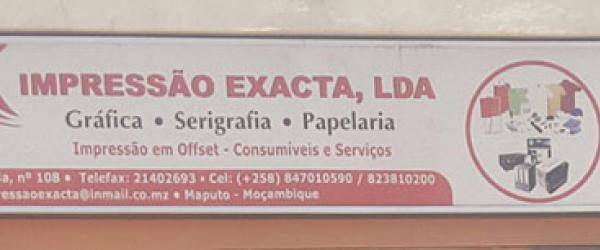 IMPRESSÃO EXACTA, LDA
Gráfica • Serigrafia • Papelaria
Impressão em Offset - Consumíveis e Serviços
nº 108 • Telefax: 21402693 • Cel: (+258) 847010590 / 823810200
ressaoexacta@inmail.co.mz • Maputo - Moçambique